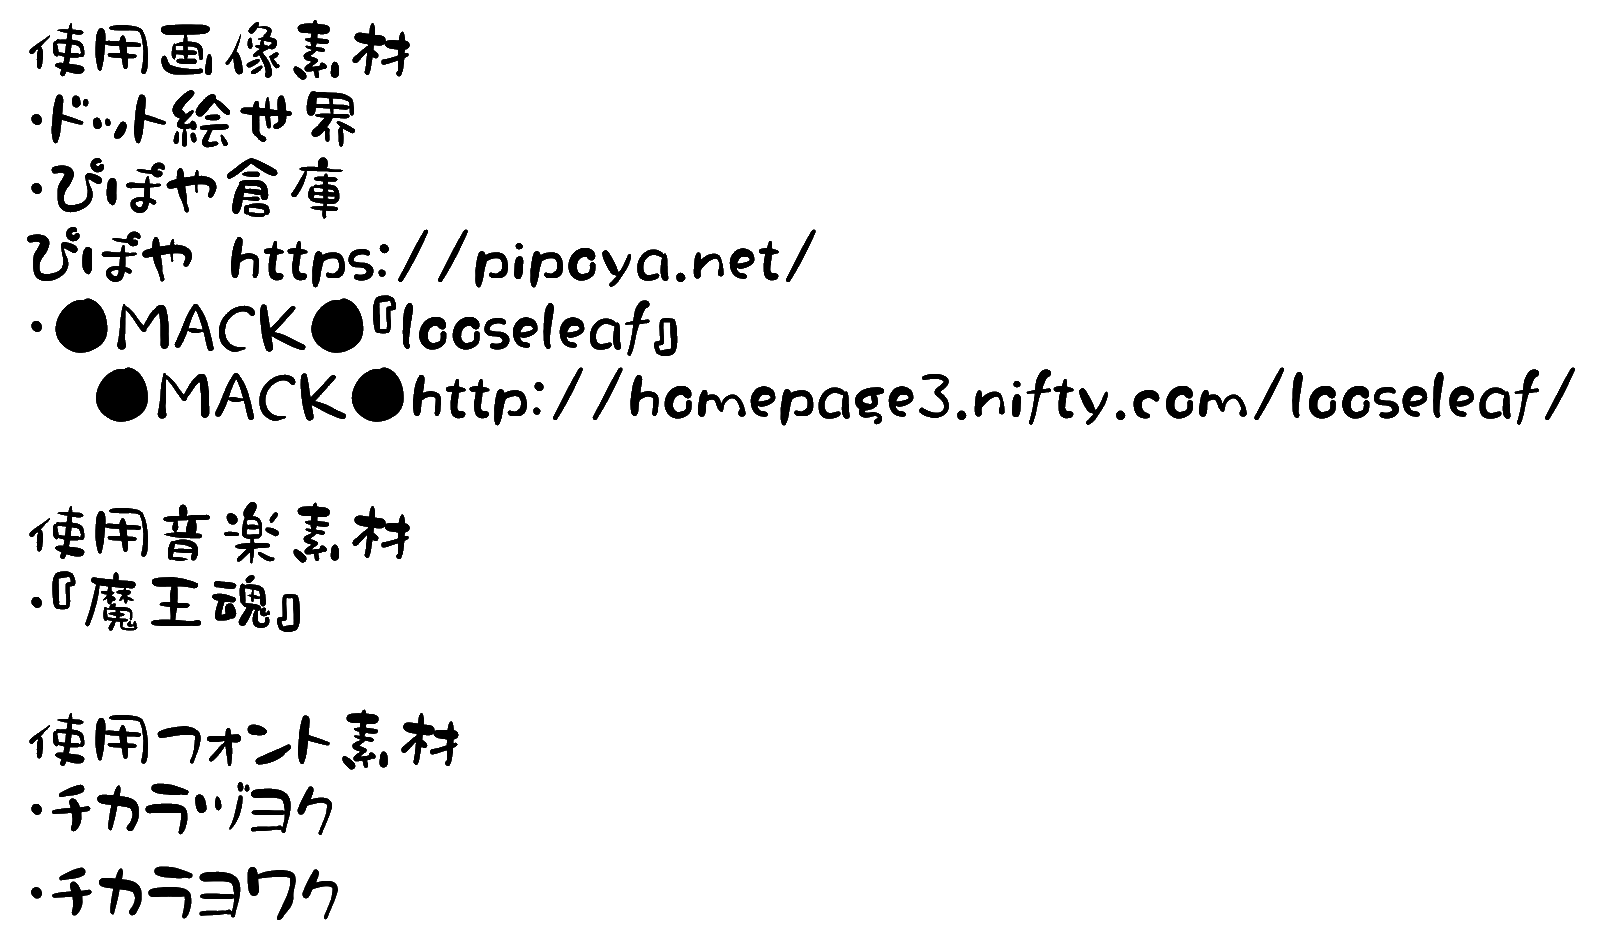 使用画像素材
・ドット絵世界
・ぴぽや倉庫
ぴぽや https://pipoya.net/
・●MACK●『looseleaf』
●MACK●http://homepage3.nifty.com/looseleaf/
使用音楽素材
・『魔王魂』
使用フォント素材
・チカラヅヨク
・チカラヨワク